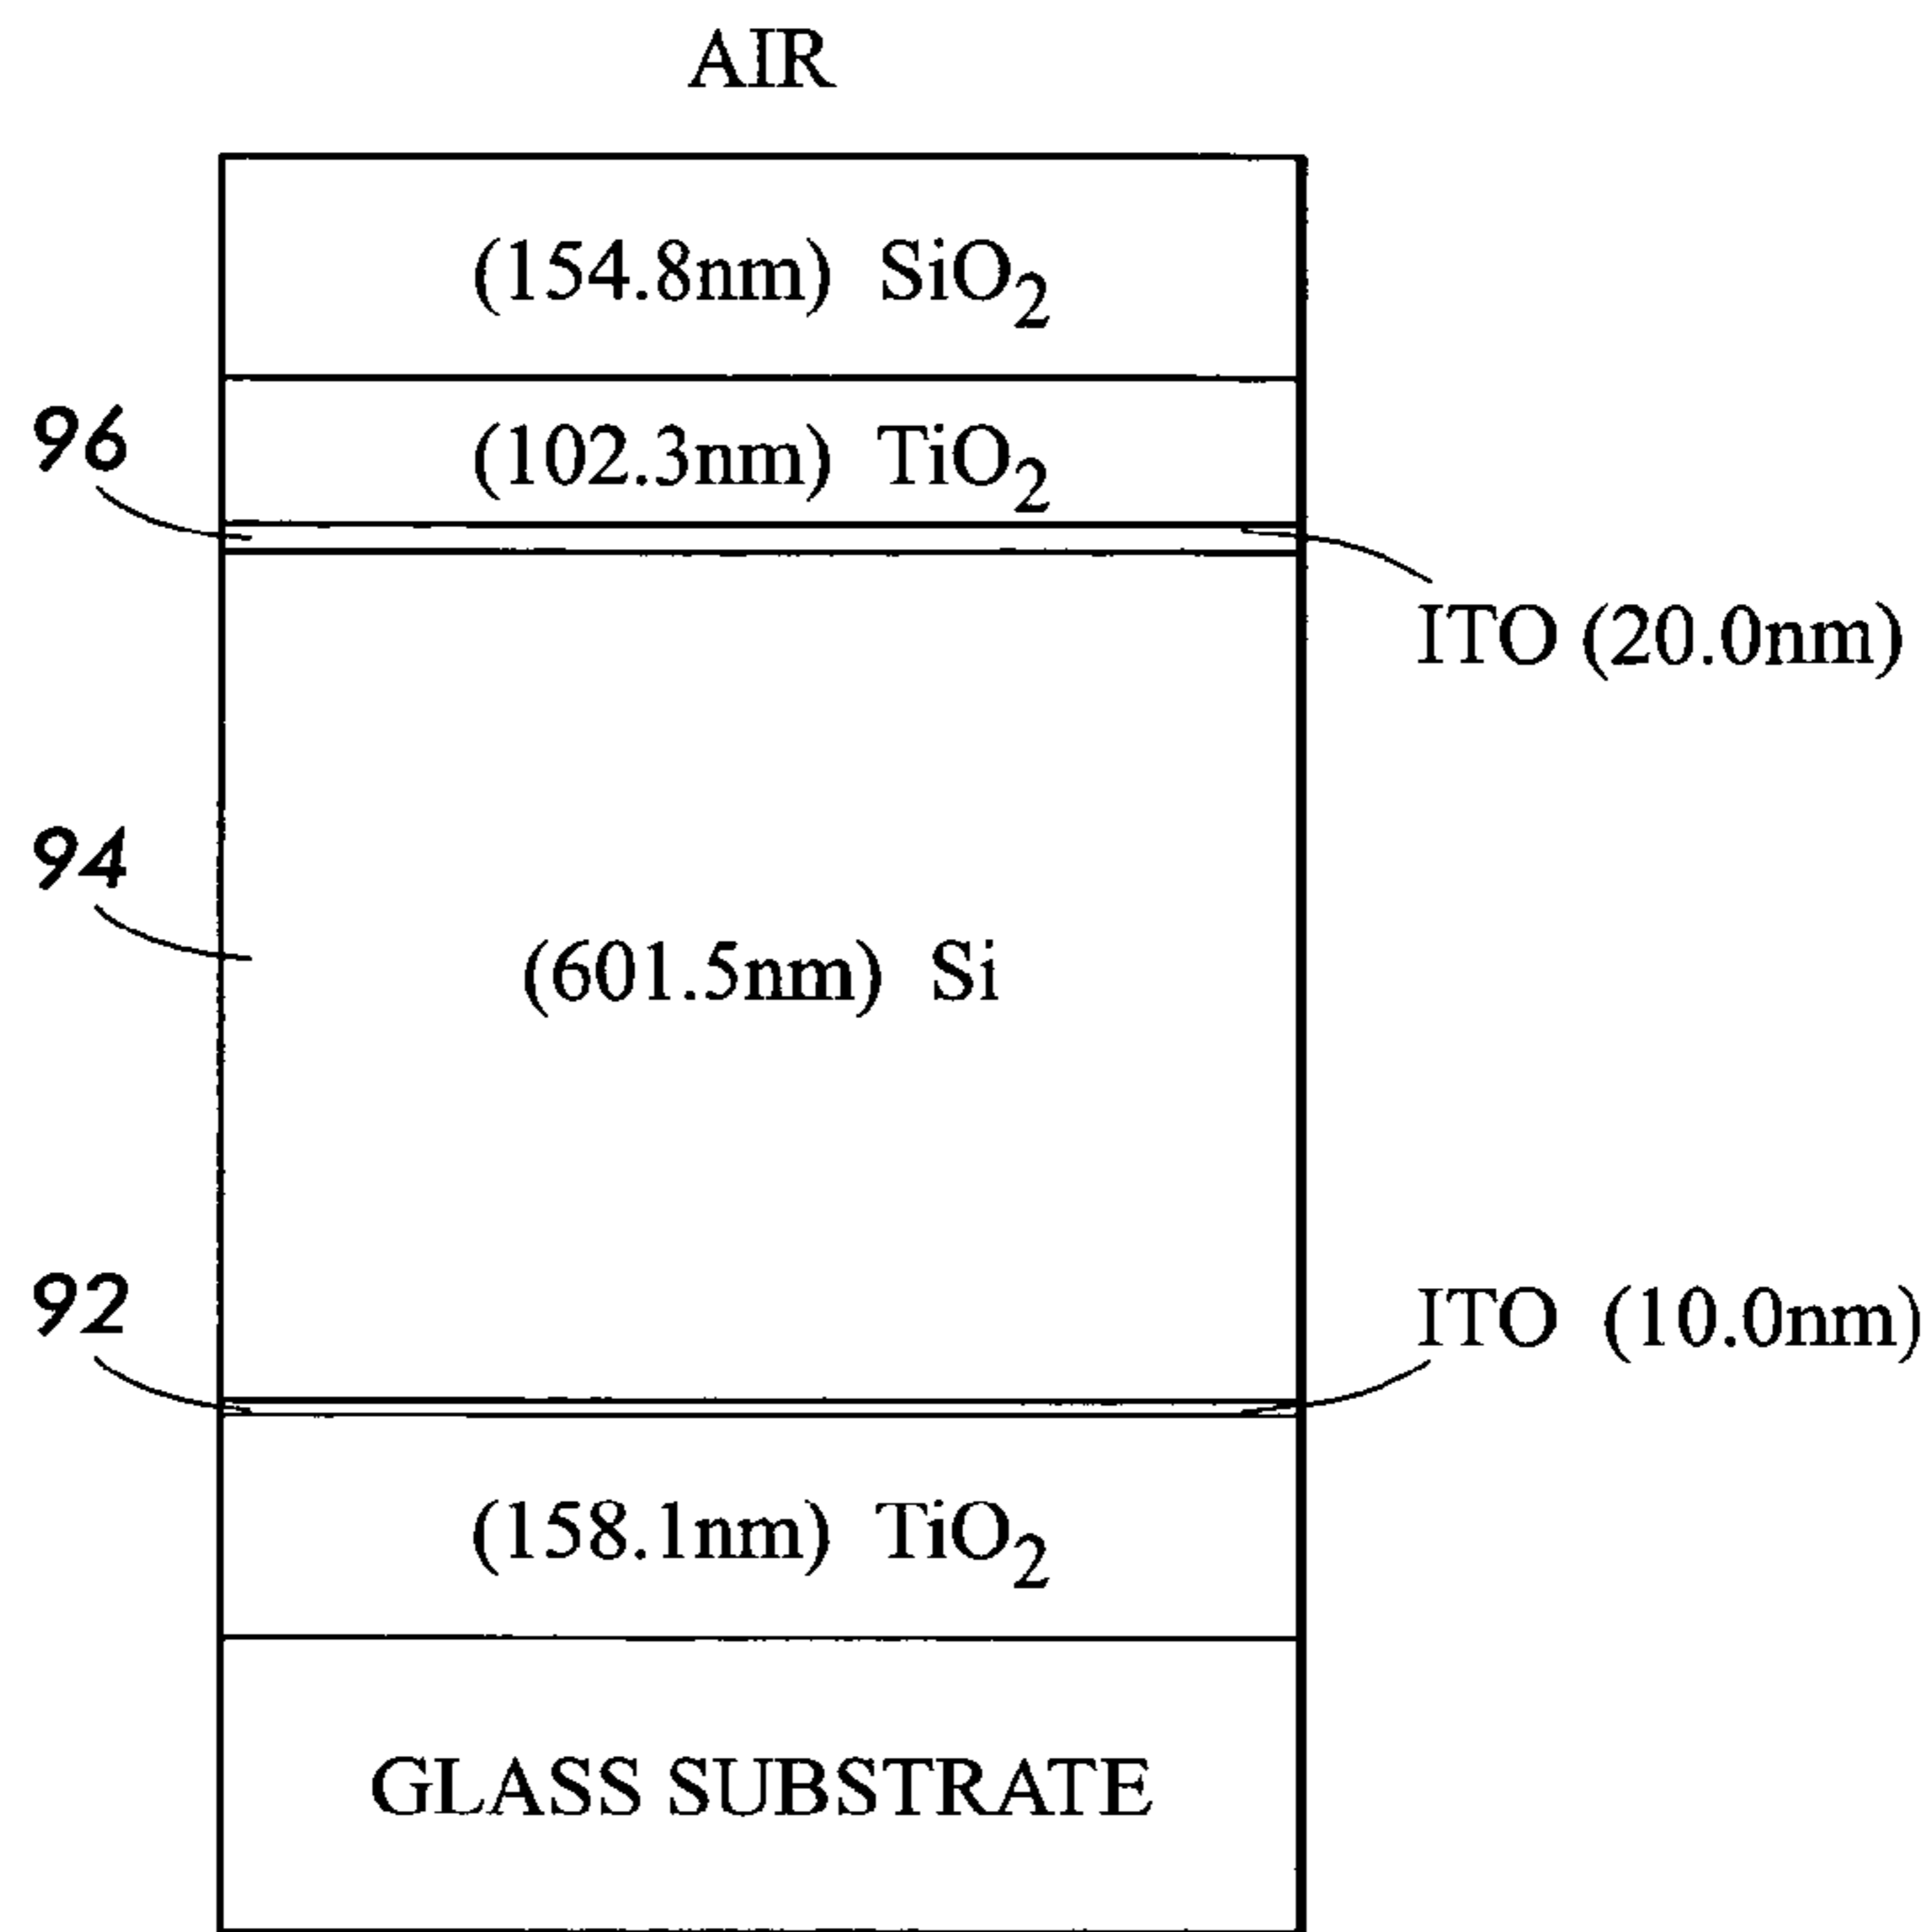 AIR
(154.8nm) SiO₂
96
(102.3nm) TiO₂
ITO (20.0nm)
94
(601.5nm) Si
92
ITO (10.0nm)
(158.1nm) TiO₂
GLASS SUBSTRATE